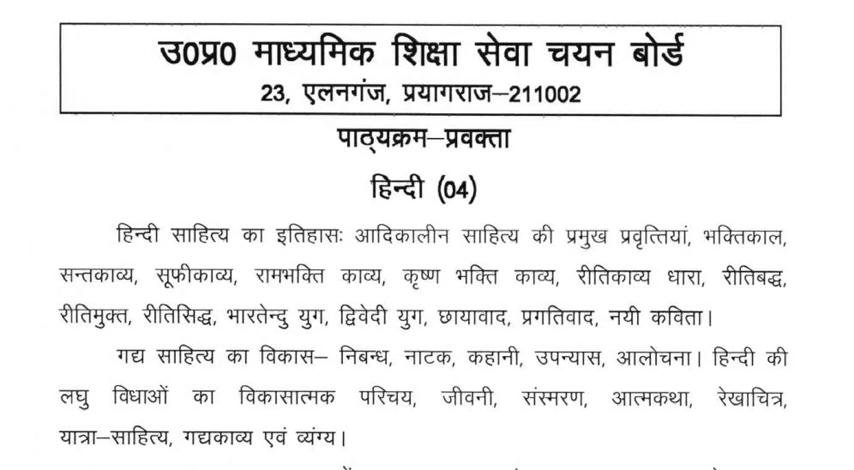 उ0प्र0 माध्यमिक शिक्षा सेवा चयन बोर्ड
23, एलनगंज, प्रयागराज–211002
पाठ्यक्रम–प्रवक्ता
हिन्दी (04)
हिन्दी साहित्य का इतिहासः आदिकालीन साहित्य की प्रमुख प्रवृत्तियां, भक्तिकाल,
सन्तकाव्य, सूफीकाव्य, रामभक्ति काव्य, कृष्ण भक्ति काव्य, रीतिकाव्य धारा, रीतिबद्ध,
रीतिमुक्त, रीतिसिद्ध, भारतेन्दु युग, द्विवेदी युग, छायावाद, प्रगतिवाद, नयी कविता।
गद्य साहित्य का विकास– निबन्ध, नाटक, कहानी, उपन्यास, आलोचना। हिन्दी की
लघु विधाओं का विकासात्मक परिचय, जीवनी, संस्मरण, आत्मकथा, रेखाचित्र,
यात्रा–साहित्य, गद्यकाव्य एवं व्यंग्य।